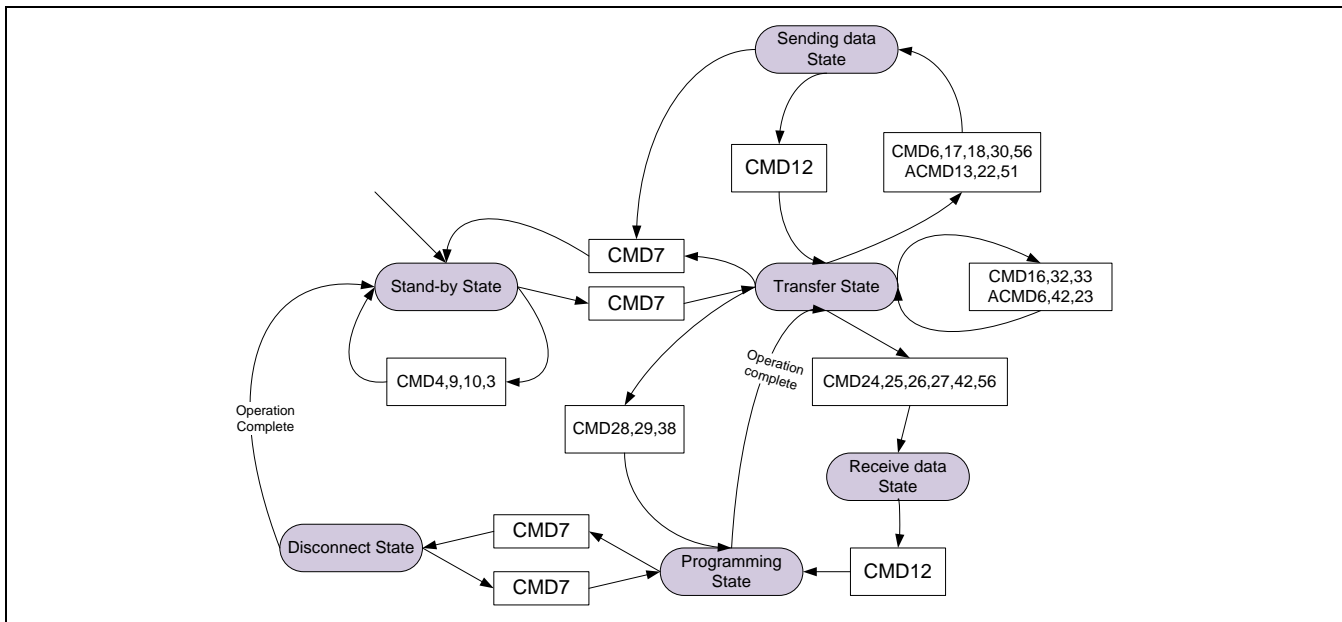 Sending data
State
CMD12
CMD6,17,18,30,56
ACMD13,22,51
CMD7
Stand-by State
CMD7
Transfer State
CMD16,32,33
ACMD6,42,23
CMD4,9,10,3
Operation
complete
CMD24,25,26,27,42,56
Operation
Complete
CMD28,29,38
Receive data
State
CMD7
Disconnect State
CMD7
Programming
State
CMD12